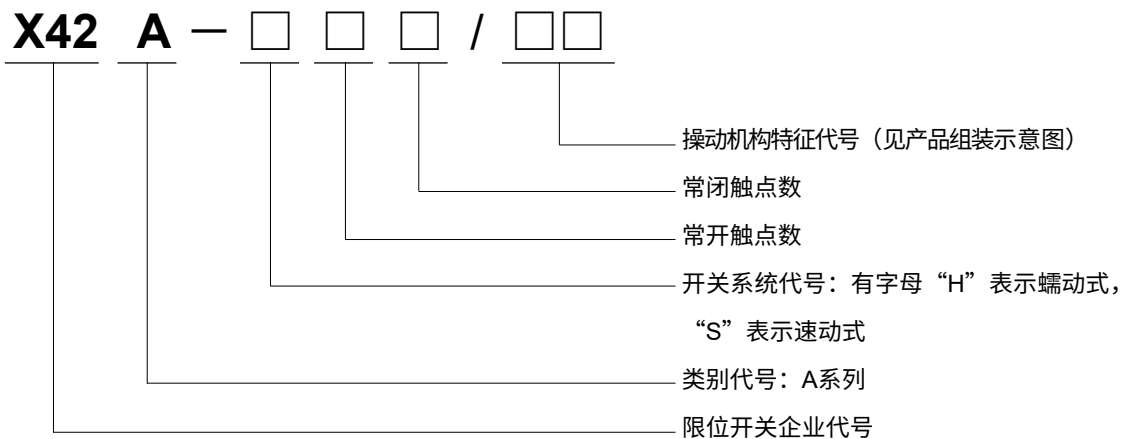 X42 A － □ □ □ / □□
操动机构特征代号（见产品组装示意图）
常闭触点数
常开触点数
开关系统代号：有字母“H”表示蠕动式，
“S”表示速动式
类别代号：A系列
限位开关企业代号